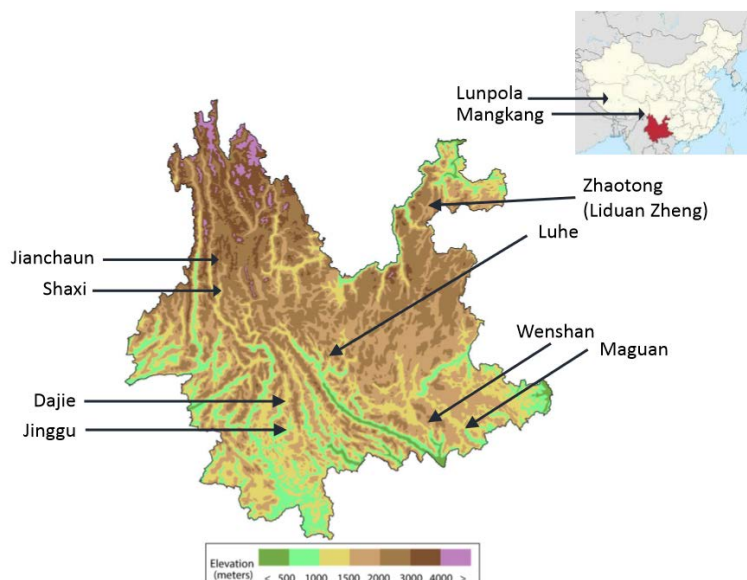 Lunpola
Mangkang
Zhaotong
(Liduan Zheng)
Luhe
Jianchaun
Shaxi
Wenshan
Maguan
Dajie
Jinggu
Elevation
(meters)
< 500 1000 1500 2000 3000 4000 >